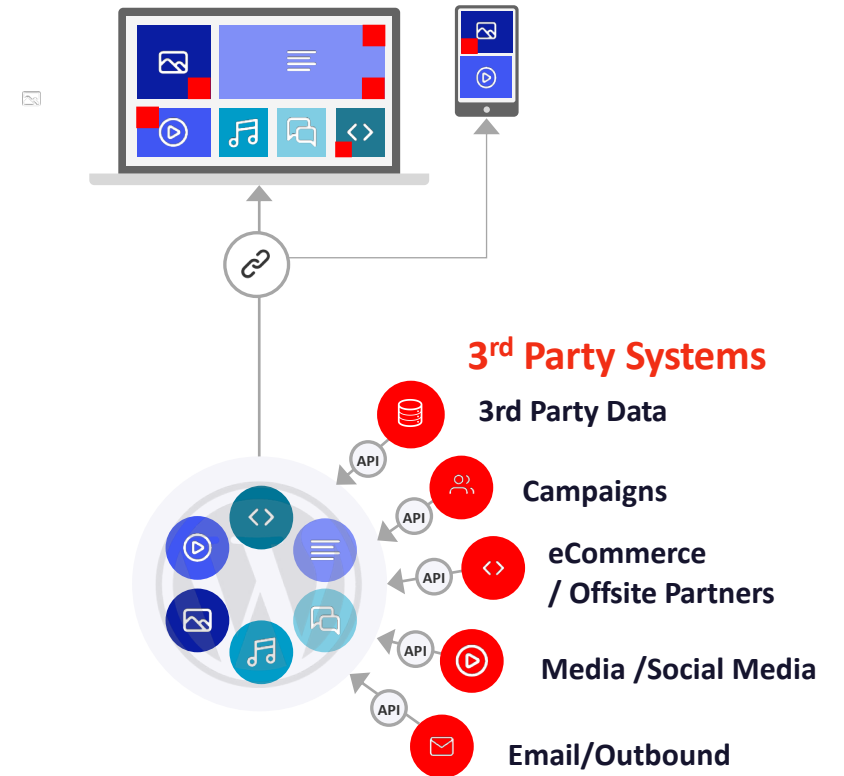 3rd Party Systems
3rd Party Data
API
Campaigns
API
eCommerce
/ Offsite Partners
API
Media /Social Media
API
Email/Outbound
API